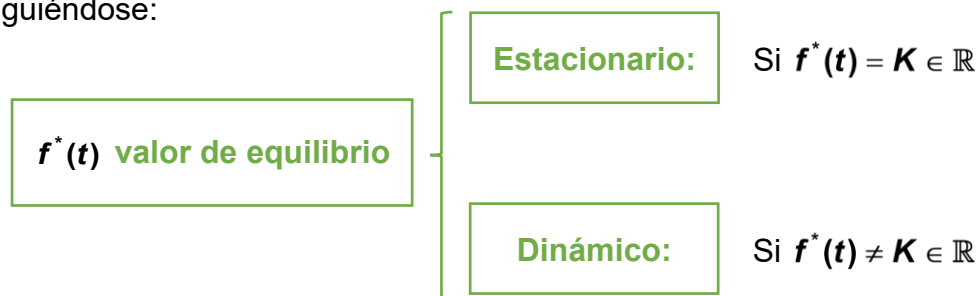 guiéndose:
Estacionario: Si f*(t) = K ∈ ℝ
f*(t) valor de equilibrio
Dinámico: Si f*(t) ≠ K ∈ ℝ